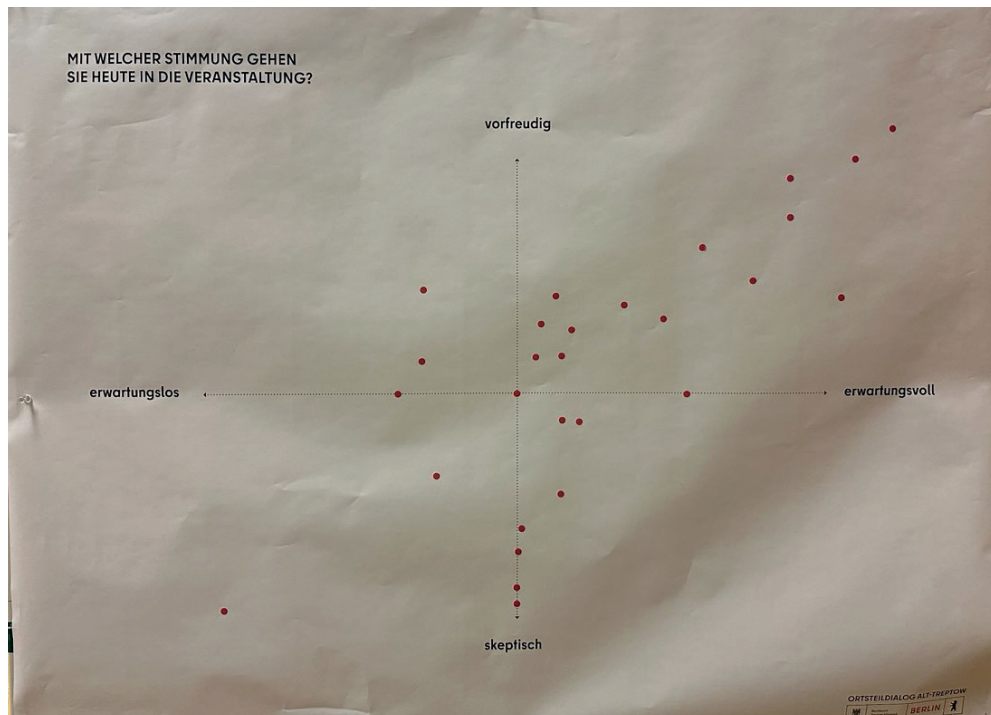 MIT WELCHER STIMMUNG GEHEN
SIE HEUTE IN DIE VERANSTALTUNG?
vorfreudig
erwartungslos
erwartungsvoll
skeptisch
ORTSTEILDIALOG ALT-TREPTOW
BERLIN